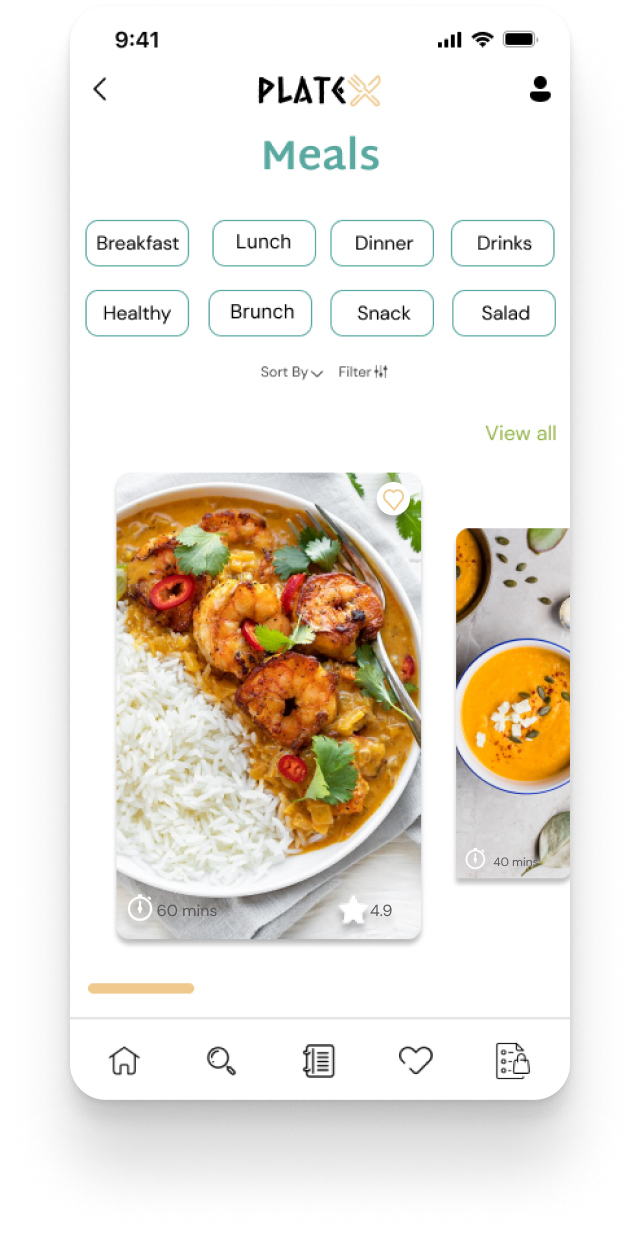 9:41
PLATE
Meals
Breakfast Lunch Dinner Drinks
Healthy Brunch Snack Salad
Sort By Filter
View all
40 mins
60 mins 4.9